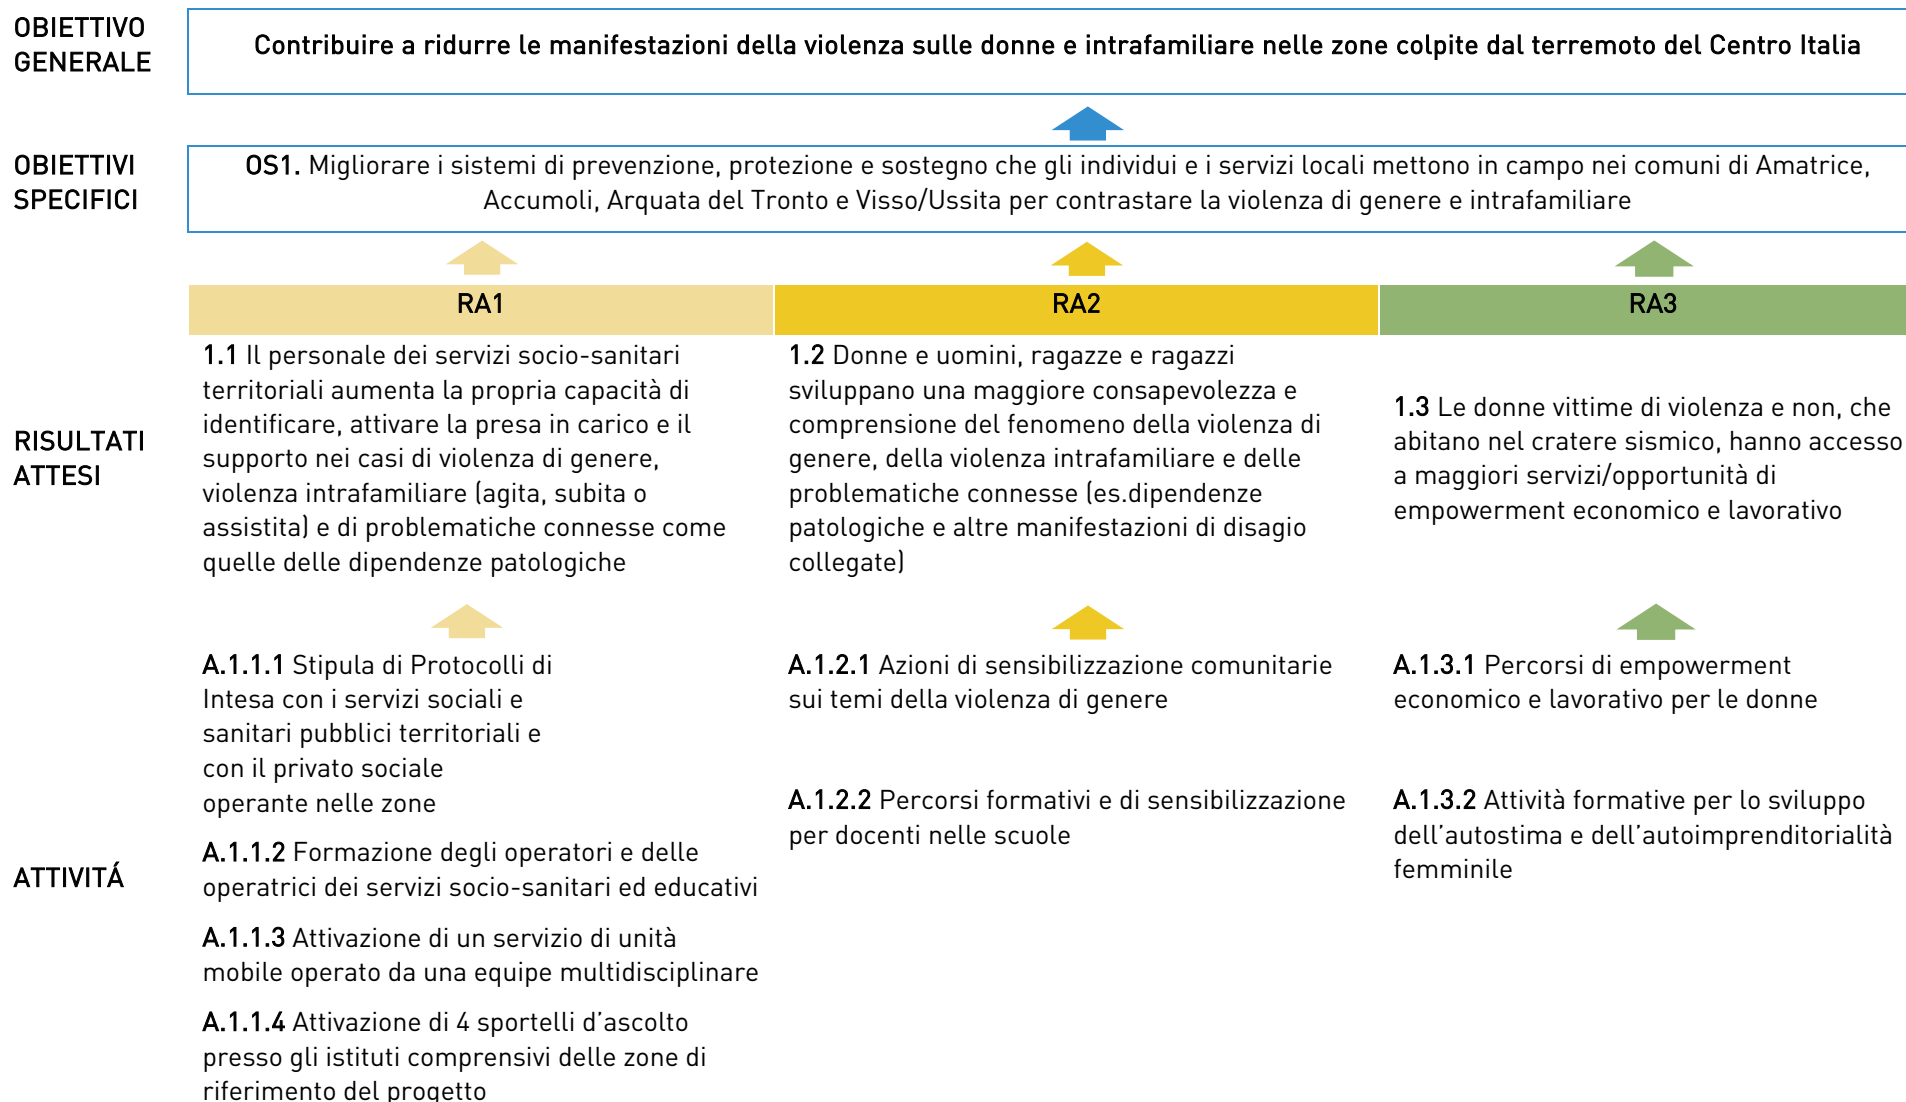 OBIETTIVO
GENERALE
Contribuire a ridurre le manifestazioni della violenza sulle donne e intrafamiliare nelle zone colpite dal terremoto del Centro Italia
OBIETTIVI
SPECIFICI
OS1. Migliorare i sistemi di prevenzione, protezione e sostegno che gli individui e i servizi locali mettono in campo nei comuni di Amatrice,
Accumoli, Arquata del Tronto e Visso/Ussita per contrastare la violenza di genere e intrafamiliare
RA1
RA2
RA3
RISULTATI
ATTESI
1.1 Il personale dei servizi socio-sanitari
territoriali aumenta la propria capacità di
identificare, attivare la presa in carico e il
supporto nei casi di violenza di genere,
violenza intrafamiliare (agita, subita o
assistita) e di problematiche connesse come
quelle delle dipendenze patologiche
1.2 Donne e uomini, ragazze e ragazzi
sviluppano una maggiore consapevolezza e
comprensione del fenomeno della violenza di
genere, della violenza intrafamiliare e delle
problematiche connesse (es.dipendenze
patologiche e altre manifestazioni di disagio
collegate)
1.3 Le donne vittime di violenza e non, che
abitano nel cratere sismico, hanno accesso
a maggiori servizi/opportunità di
empowerment economico e lavorativo
ATTIVITÁ
A.1.1.1 Stipula di Protocolli di
Intesa con i servizi sociali e
sanitari pubblici territoriali e
con il privato sociale
operante nelle zone
A.1.1.2 Formazione degli operatori e delle
operatrici dei servizi socio-sanitari ed educativi
A.1.1.3 Attivazione di un servizio di unità
mobile operato da una equipe multidisciplinare
A.1.1.4 Attivazione di 4 sportelli d'ascolto
presso gli istituti comprensivi delle zone di
riferimento del progetto
A.1.2.1 Azioni di sensibilizzazione comunitarie
sui temi della violenza di genere
A.1.2.2 Percorsi formativi e di sensibilizzazione
per docenti nelle scuole
A.1.3.1 Percorsi di empowerment
economico e lavorativo per le donne
A.1.3.2 Attività formative per lo sviluppo
dell'autostima e dell'autoimprenditorialità
femminile